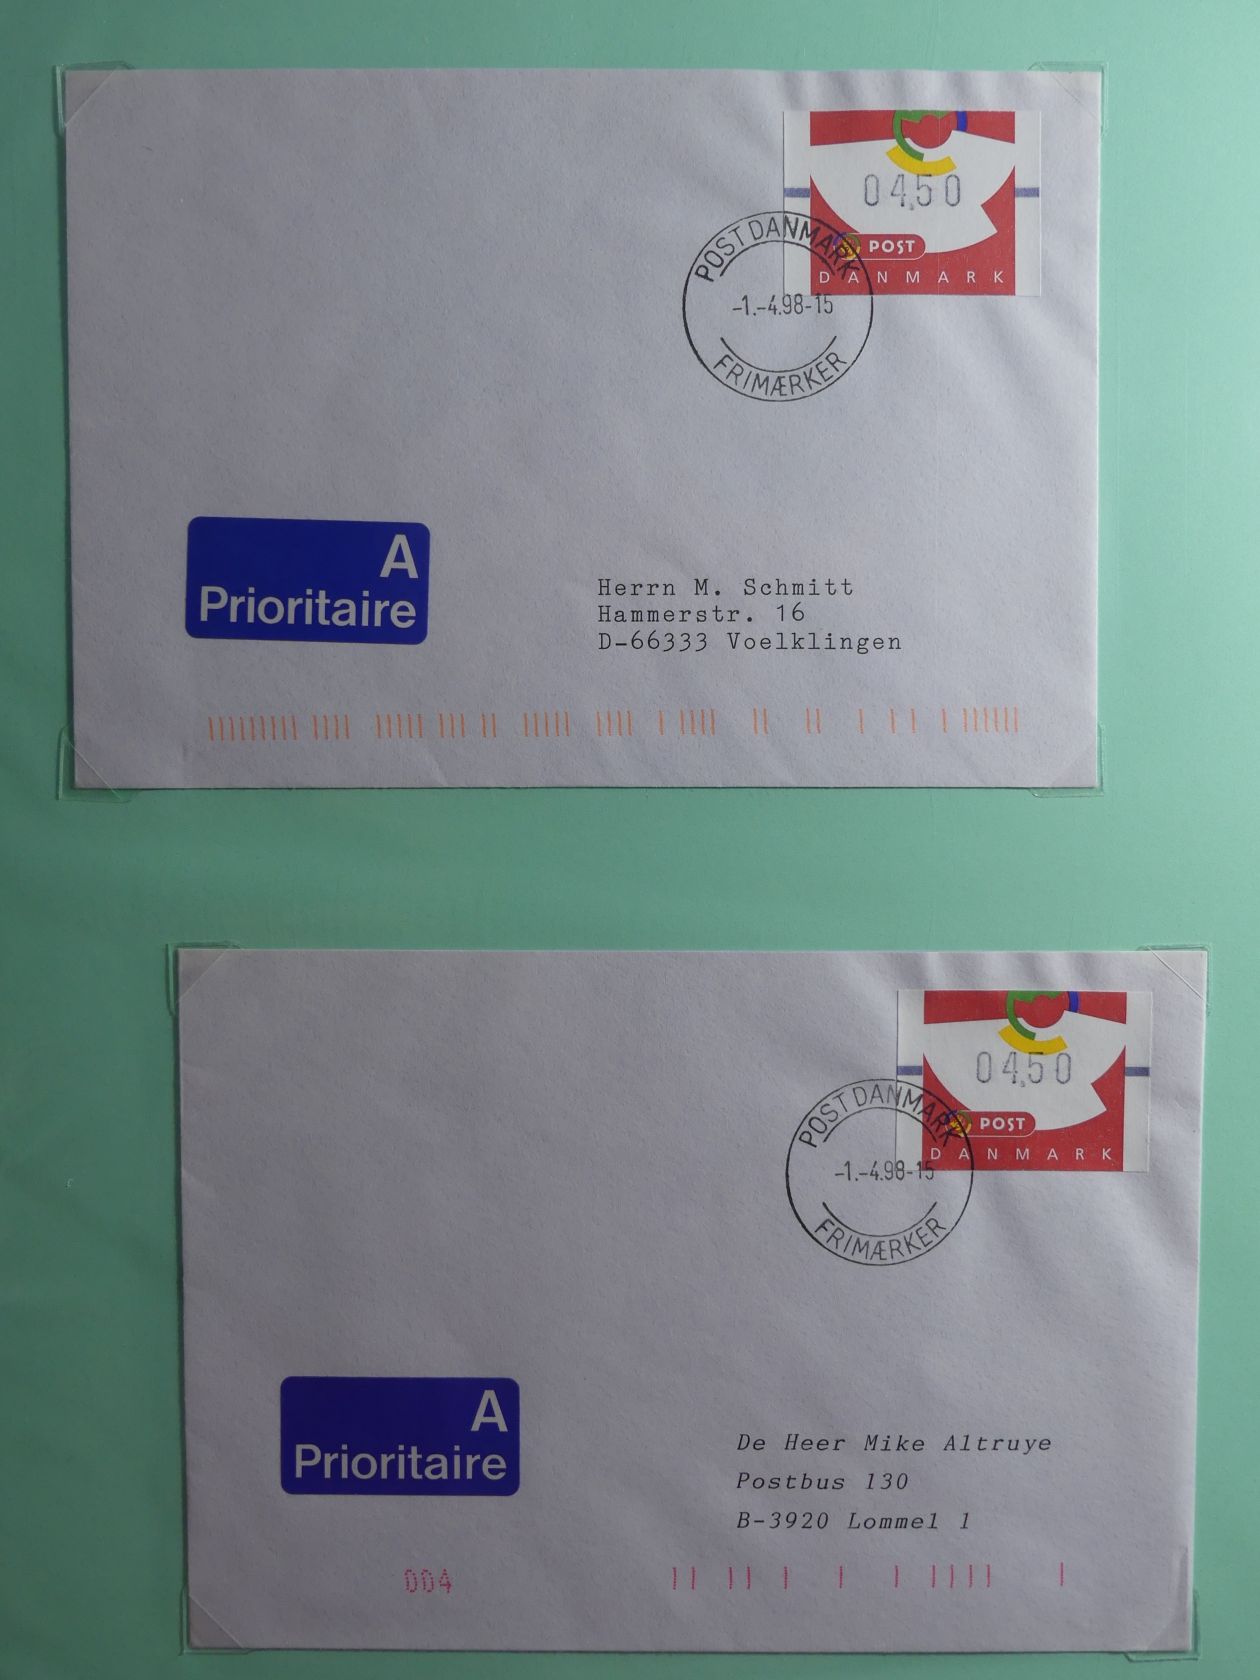 04,50
POST
DANMARK
POST DANMARK
-1.-4.98-15
FRIMÆRKER
A
Prioritaire
Herrn M. Schmitt
Hammerstr. 16
D-66333 Voelklingen
04,50
POST
DANMARK
POST DANMARK
-1.-4.98-15
FRIMÆRKER
A
Prioritaire
De Heer Mike Altruye
Postbus 130
B-3920 Lommel 1
004